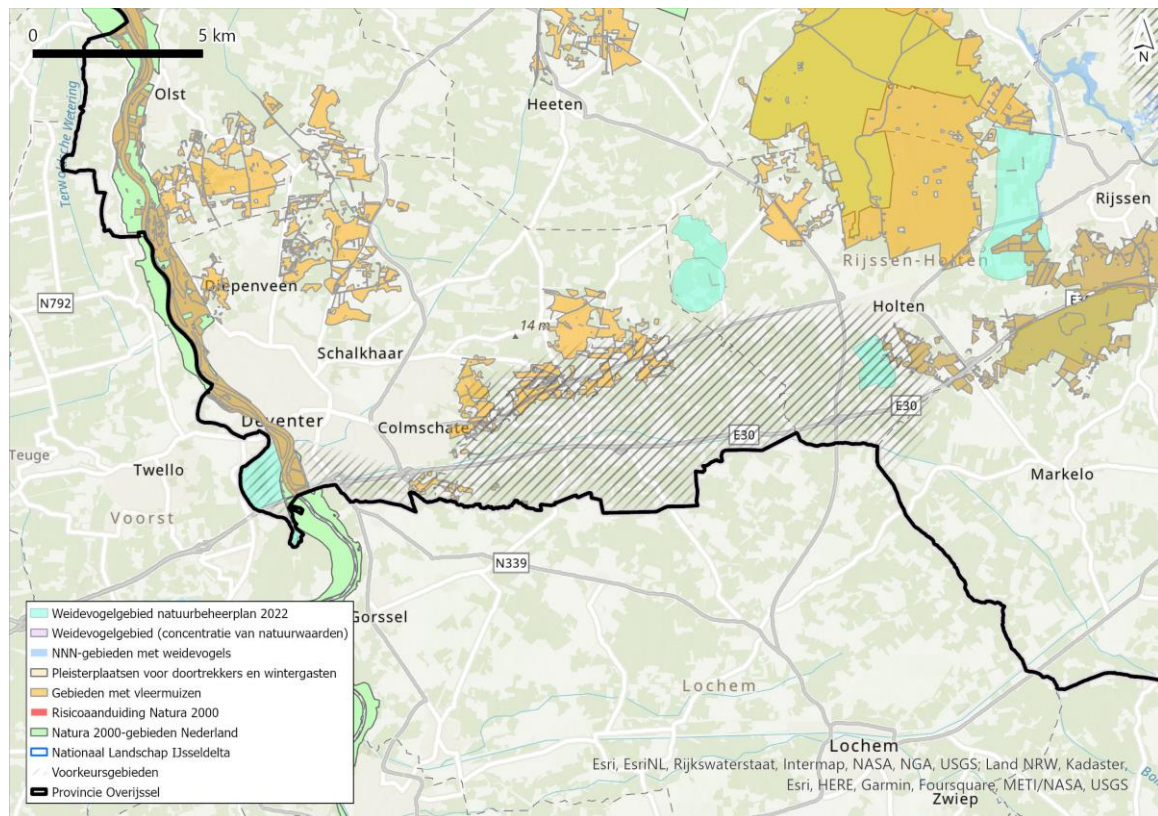 0
5 km
N
Olst
Terwoldsche Wetering
Heeten
Rijssen
Rijssen-Holten
Diepenveen
N792
Holten
14 m
Schalkhaar
Deventer
Colmschate
E30
E30
Teuge
Twello
Markelo
Voorst
N339
Gorssel
Lochem
Lochem
Zwiep
Weidevogelgebied natuurbeheerplan 2022
Weidevogelgebied (concentratie van natuurwaarden)
NNN-gebieden met weidevogels
Pleisterplaatsen voor doortrekkers en wintergasten
Gebieden met vleermuizen
Risicoaanduiding Natura 2000
Natura 2000-gebieden Nederland
Nationaal Landschap IJsseldelta
Voorkeursgebieden
Provincie Overijssel
Esri, EsriNL, Rijkswaterstaat, Intermap, NASA, NGA, USGS; Land NRW, Kadaster,
Esri, HERE, Garmin, Foursquare, METI/NASA, USGS